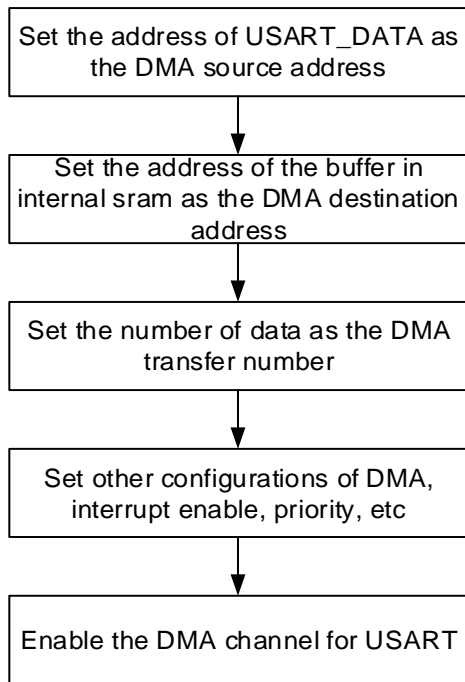 Set the address of USART_DATA as
the DMA source address
Set the address of the buffer in
internal sram as the DMA destination
address
Set the number of data as the DMA
transfer number
Set other configurations of DMA,
interrupt enable, priority, etc
Enable the DMA channel for USART